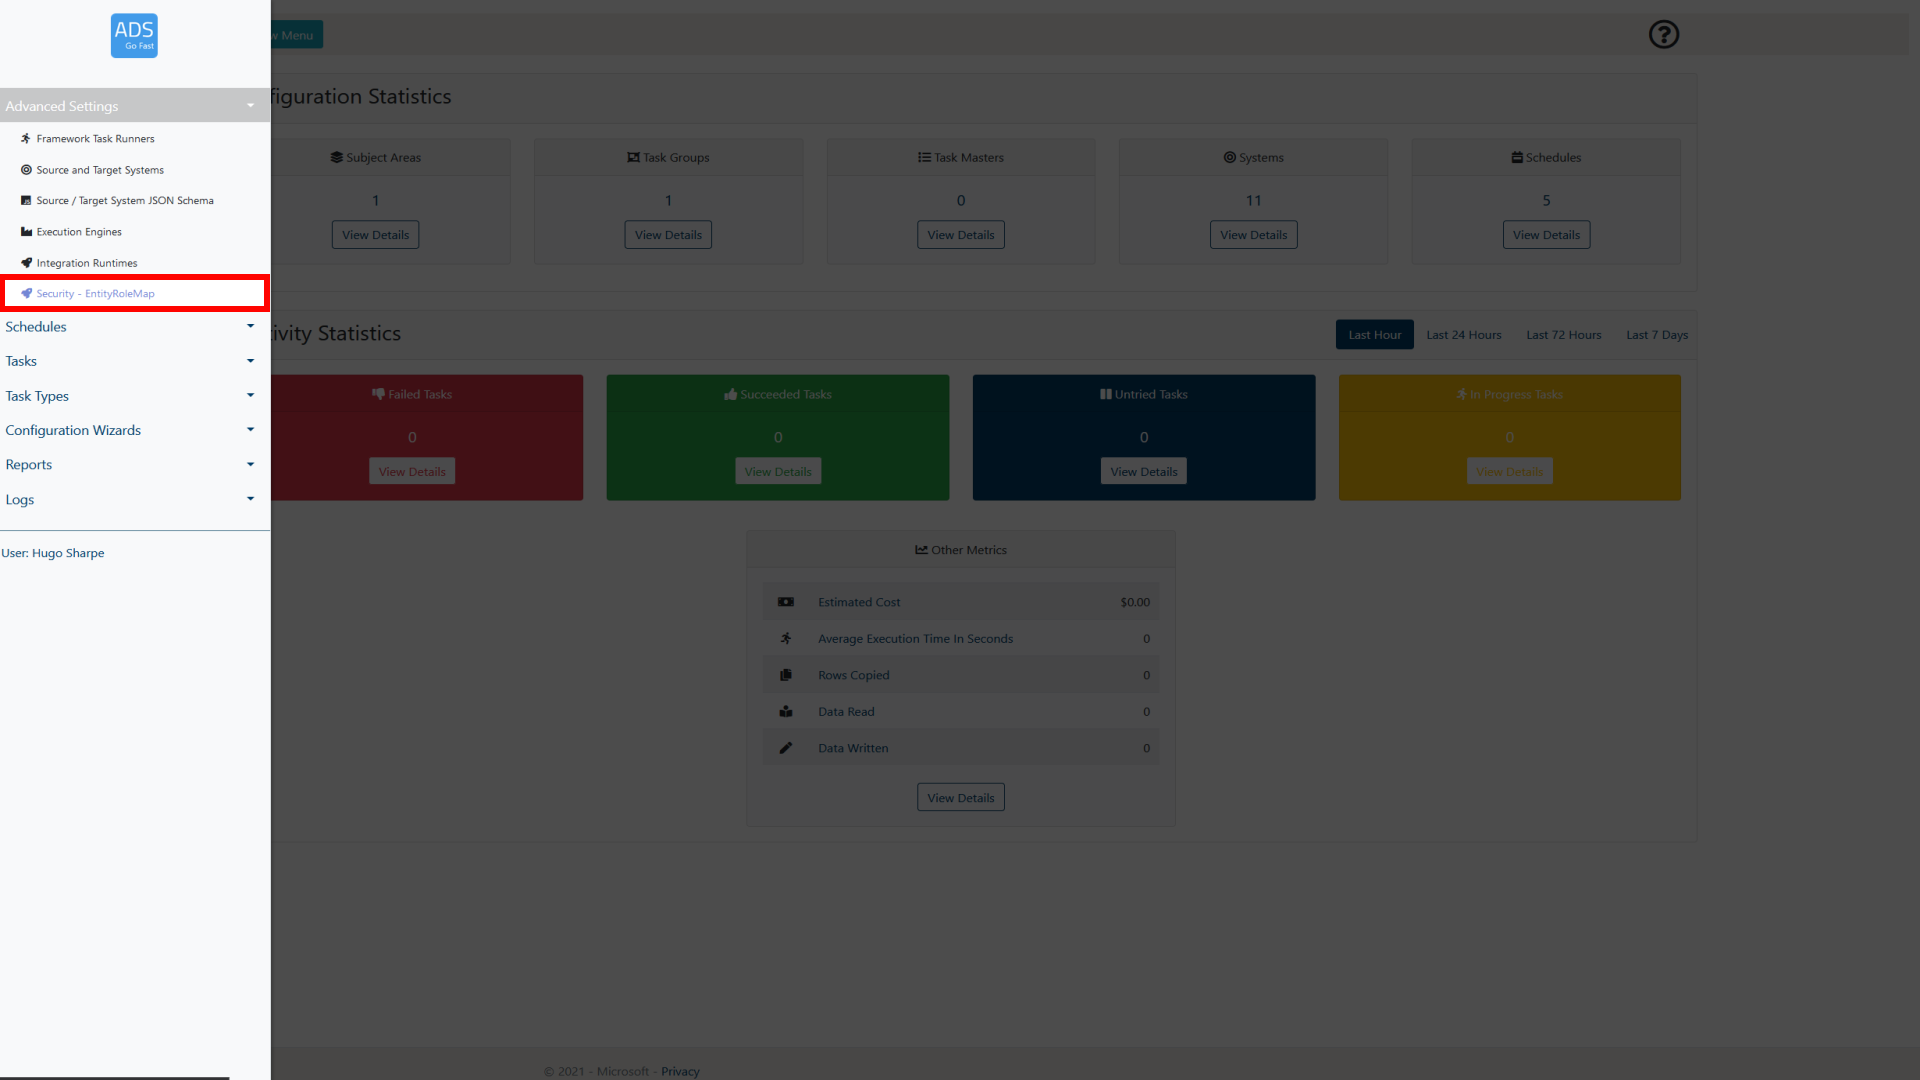 ADS
Go Fast
w Menu
Advanced Settings
Framework Task Runners
Source and Target Systems
Source / Target System JSON Schema
Execution Engines
Integration Runtimes
Security - EntityRoleMap
Schedules
Tasks
Task Types
Configuration Wizards
Reports
Logs
User: Hugo Sharpe
figuration Statistics
Subject Areas
1
View Details
Task Groups
1
View Details
Task Masters
0
View Details
Systems
11
View Details
Schedules
5
View Details
ivity Statistics
Last Hour
Last 24 Hours
Last 72 Hours
Last 7 Days
Failed Tasks
0
View Details
Succeeded Tasks
0
View Details
Untried Tasks
0
View Details
In Progress Tasks
0
View Details
Other Metrics
Estimated Cost $0.00
Average Execution Time In Seconds 0
Rows Copied 0
Data Read 0
Data Written 0
View Details
© 2021 - Microsoft - Privacy